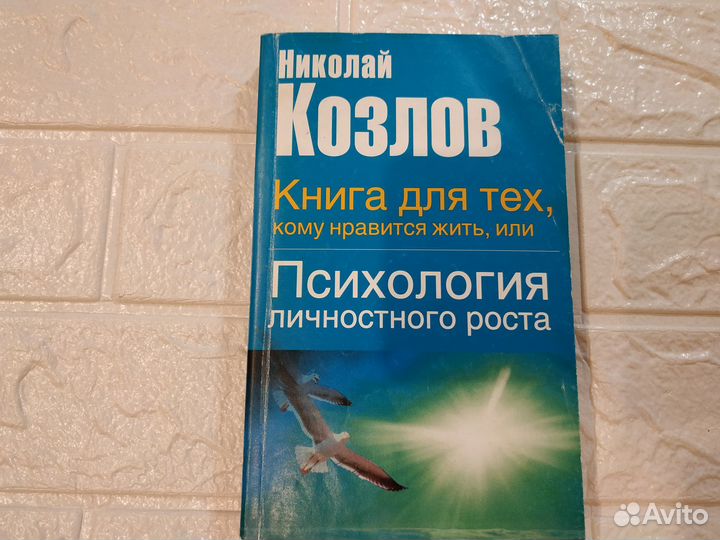 Николай
Козлов
Книга для тех,
кому нравится жить, или
Психология
личностного роста
Avito